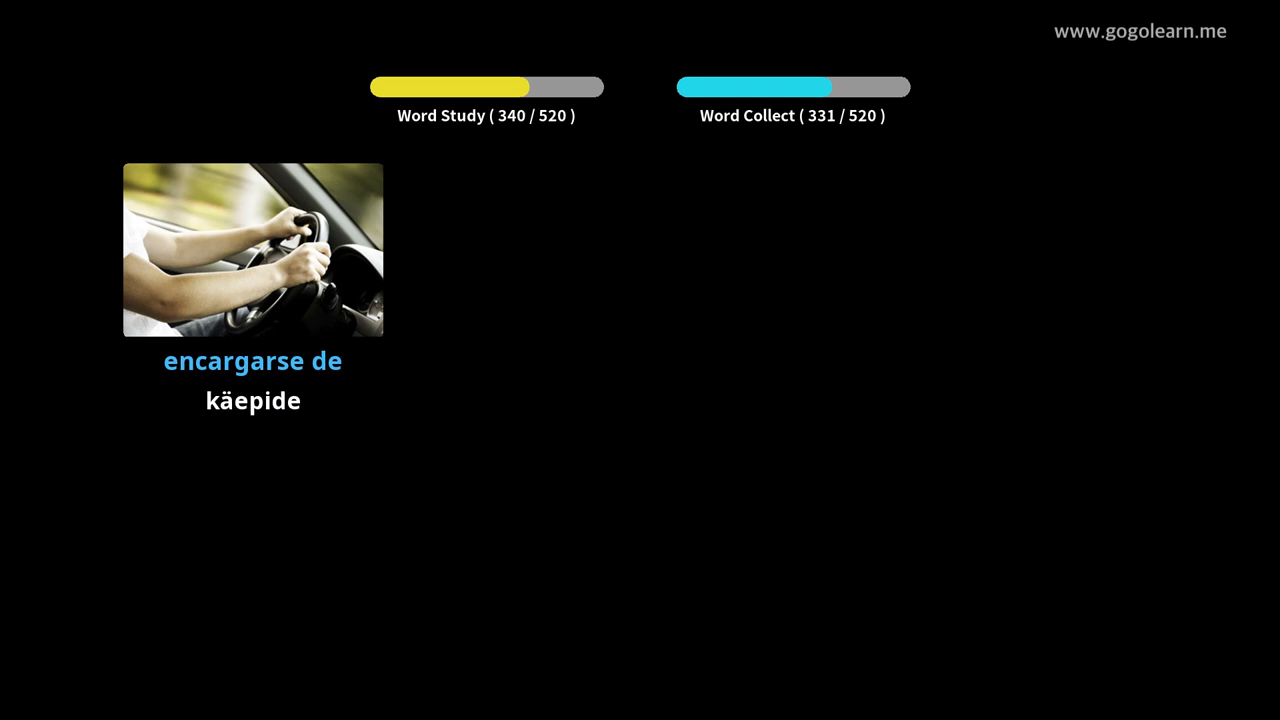 www.gogolearn.me
Word Study ( 340 / 520 )
Word Collect ( 331 / 520 )
encargarse de
käepide